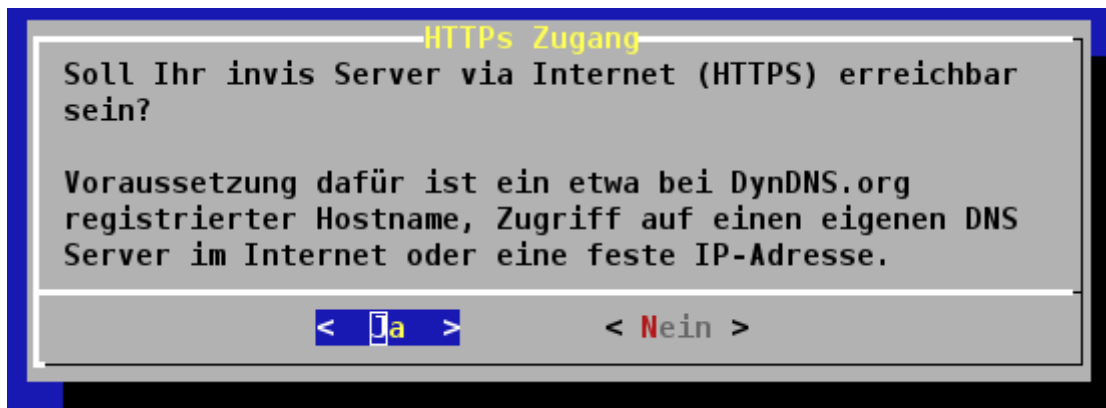 HTTPs Zugang
Soll Ihr invis Server via Internet (HTTPS) erreichbar
sein?
Voraussetzung dafür ist ein etwa bei DynDNS.org
registrierter Hostname, Zugriff auf einen eigenen DNS
Server im Internet oder eine feste IP-Adresse.
< Ja > < Nein >